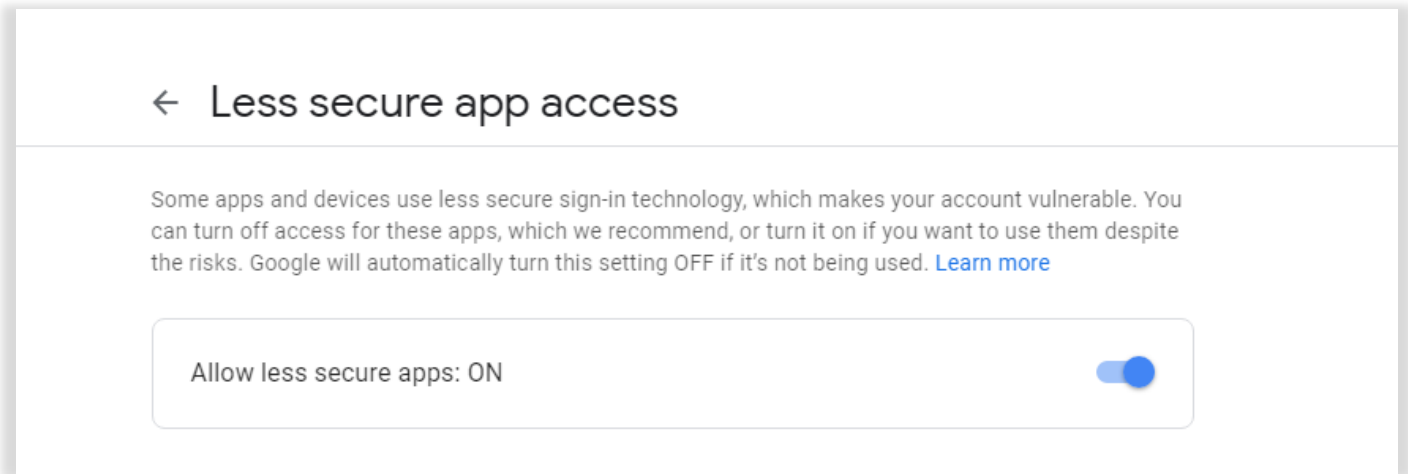 Less secure app access
Some apps and devices use less secure sign-in technology, which makes your account vulnerable. You
can turn off access for these apps, which we recommend, or turn it on if you want to use them despite
the risks. Google will automatically turn this setting OFF if it's not being used. Learn more
Allow less secure apps: ON